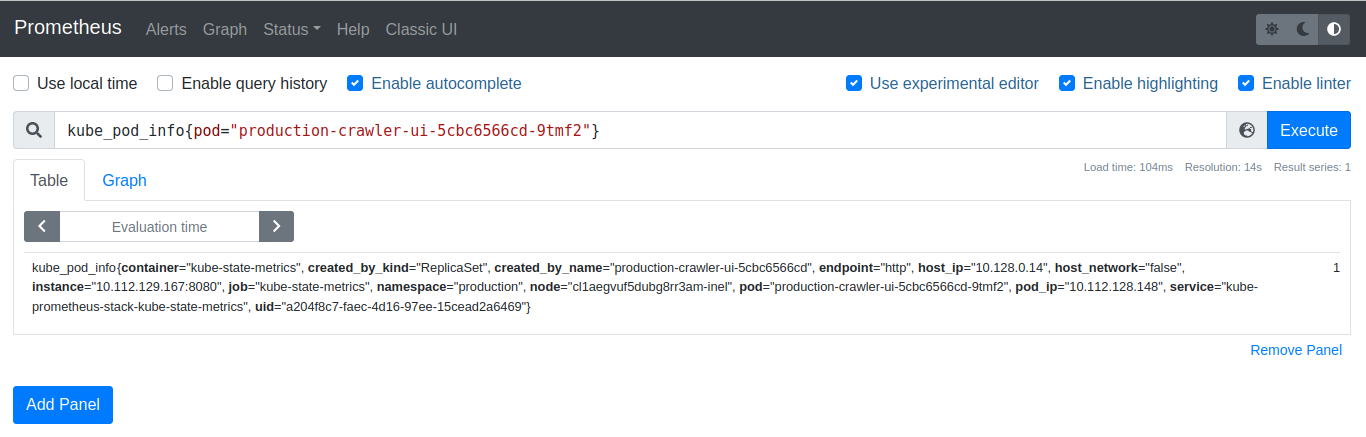 Prometheus Alerts Graph Status Help Classic UI
Use local time Enable query history Enable autocomplete Use experimental editor Enable highlighting Enable linter
kube_pod_info{pod="production-crawler-ui-5cbc6566cd-9tmf2"} Execute
Load time: 104ms Resolution: 14s Result series: 1
Table Graph
Evaluation time
kube_pod_info{container="kube-state-metrics", created_by_kind="ReplicaSet", created_by_name="production-crawler-ui-5cbc6566cd", endpoint="http", host_ip="10.128.0.14", host_network="false", 1
instance="10.112.129.167:8080", job="kube-state-metrics", namespace="production", node="cl1aegvuf5dubg8rr3am-inel", pod="production-crawler-ui-5cbc6566cd-9tmf2", pod_ip="10.112.128.148", service="kube-
prometheus-stack-kube-state-metrics", uid="a204f8c7-faec-4d16-97ee-15cead2a6469"}
Remove Panel
Add Panel